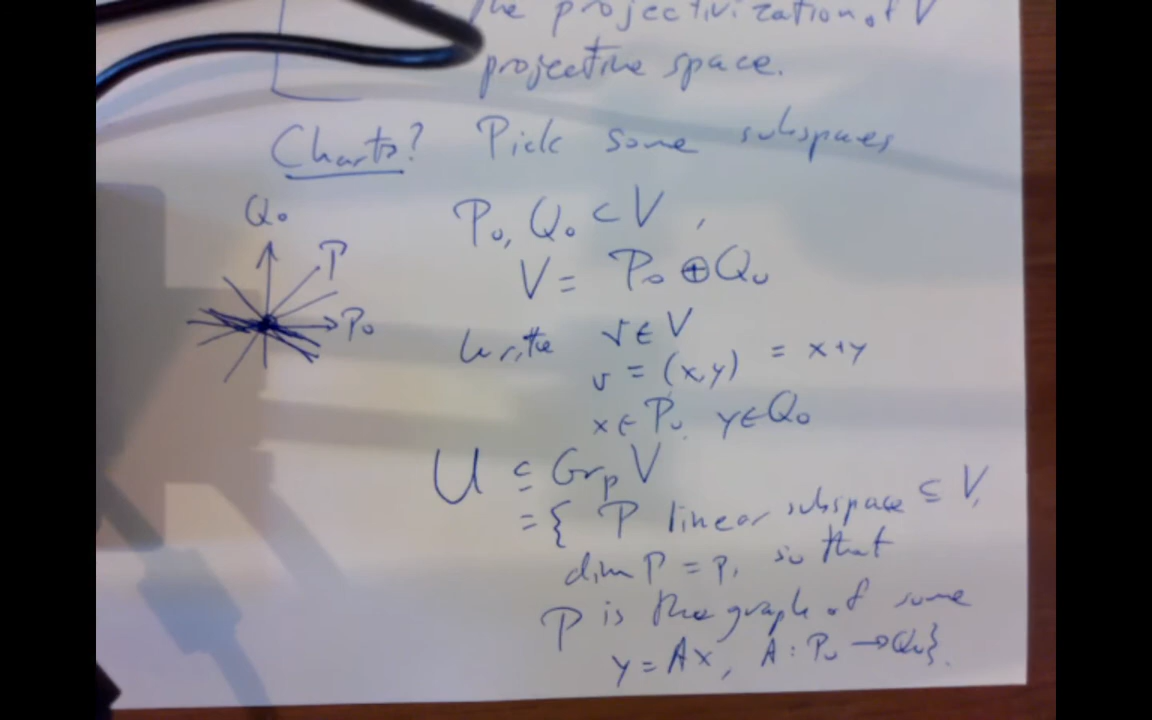 the projectivization of V
projective space.
Charts? Pick some subspaces
Q₀
P
P₀
P₀, Q₀ ⊂ V,
V = P₀ ⊕ Q₀
Write v ∈ V
v = (x, y) = x + y
x ∈ P₀, y ∈ Q₀
U ⊆ Gr_p V
= { P linear subspace ⊆ V,
dim P = p, so that
P is the graph of some
y = Ax, A : P₀ → Q₀}.